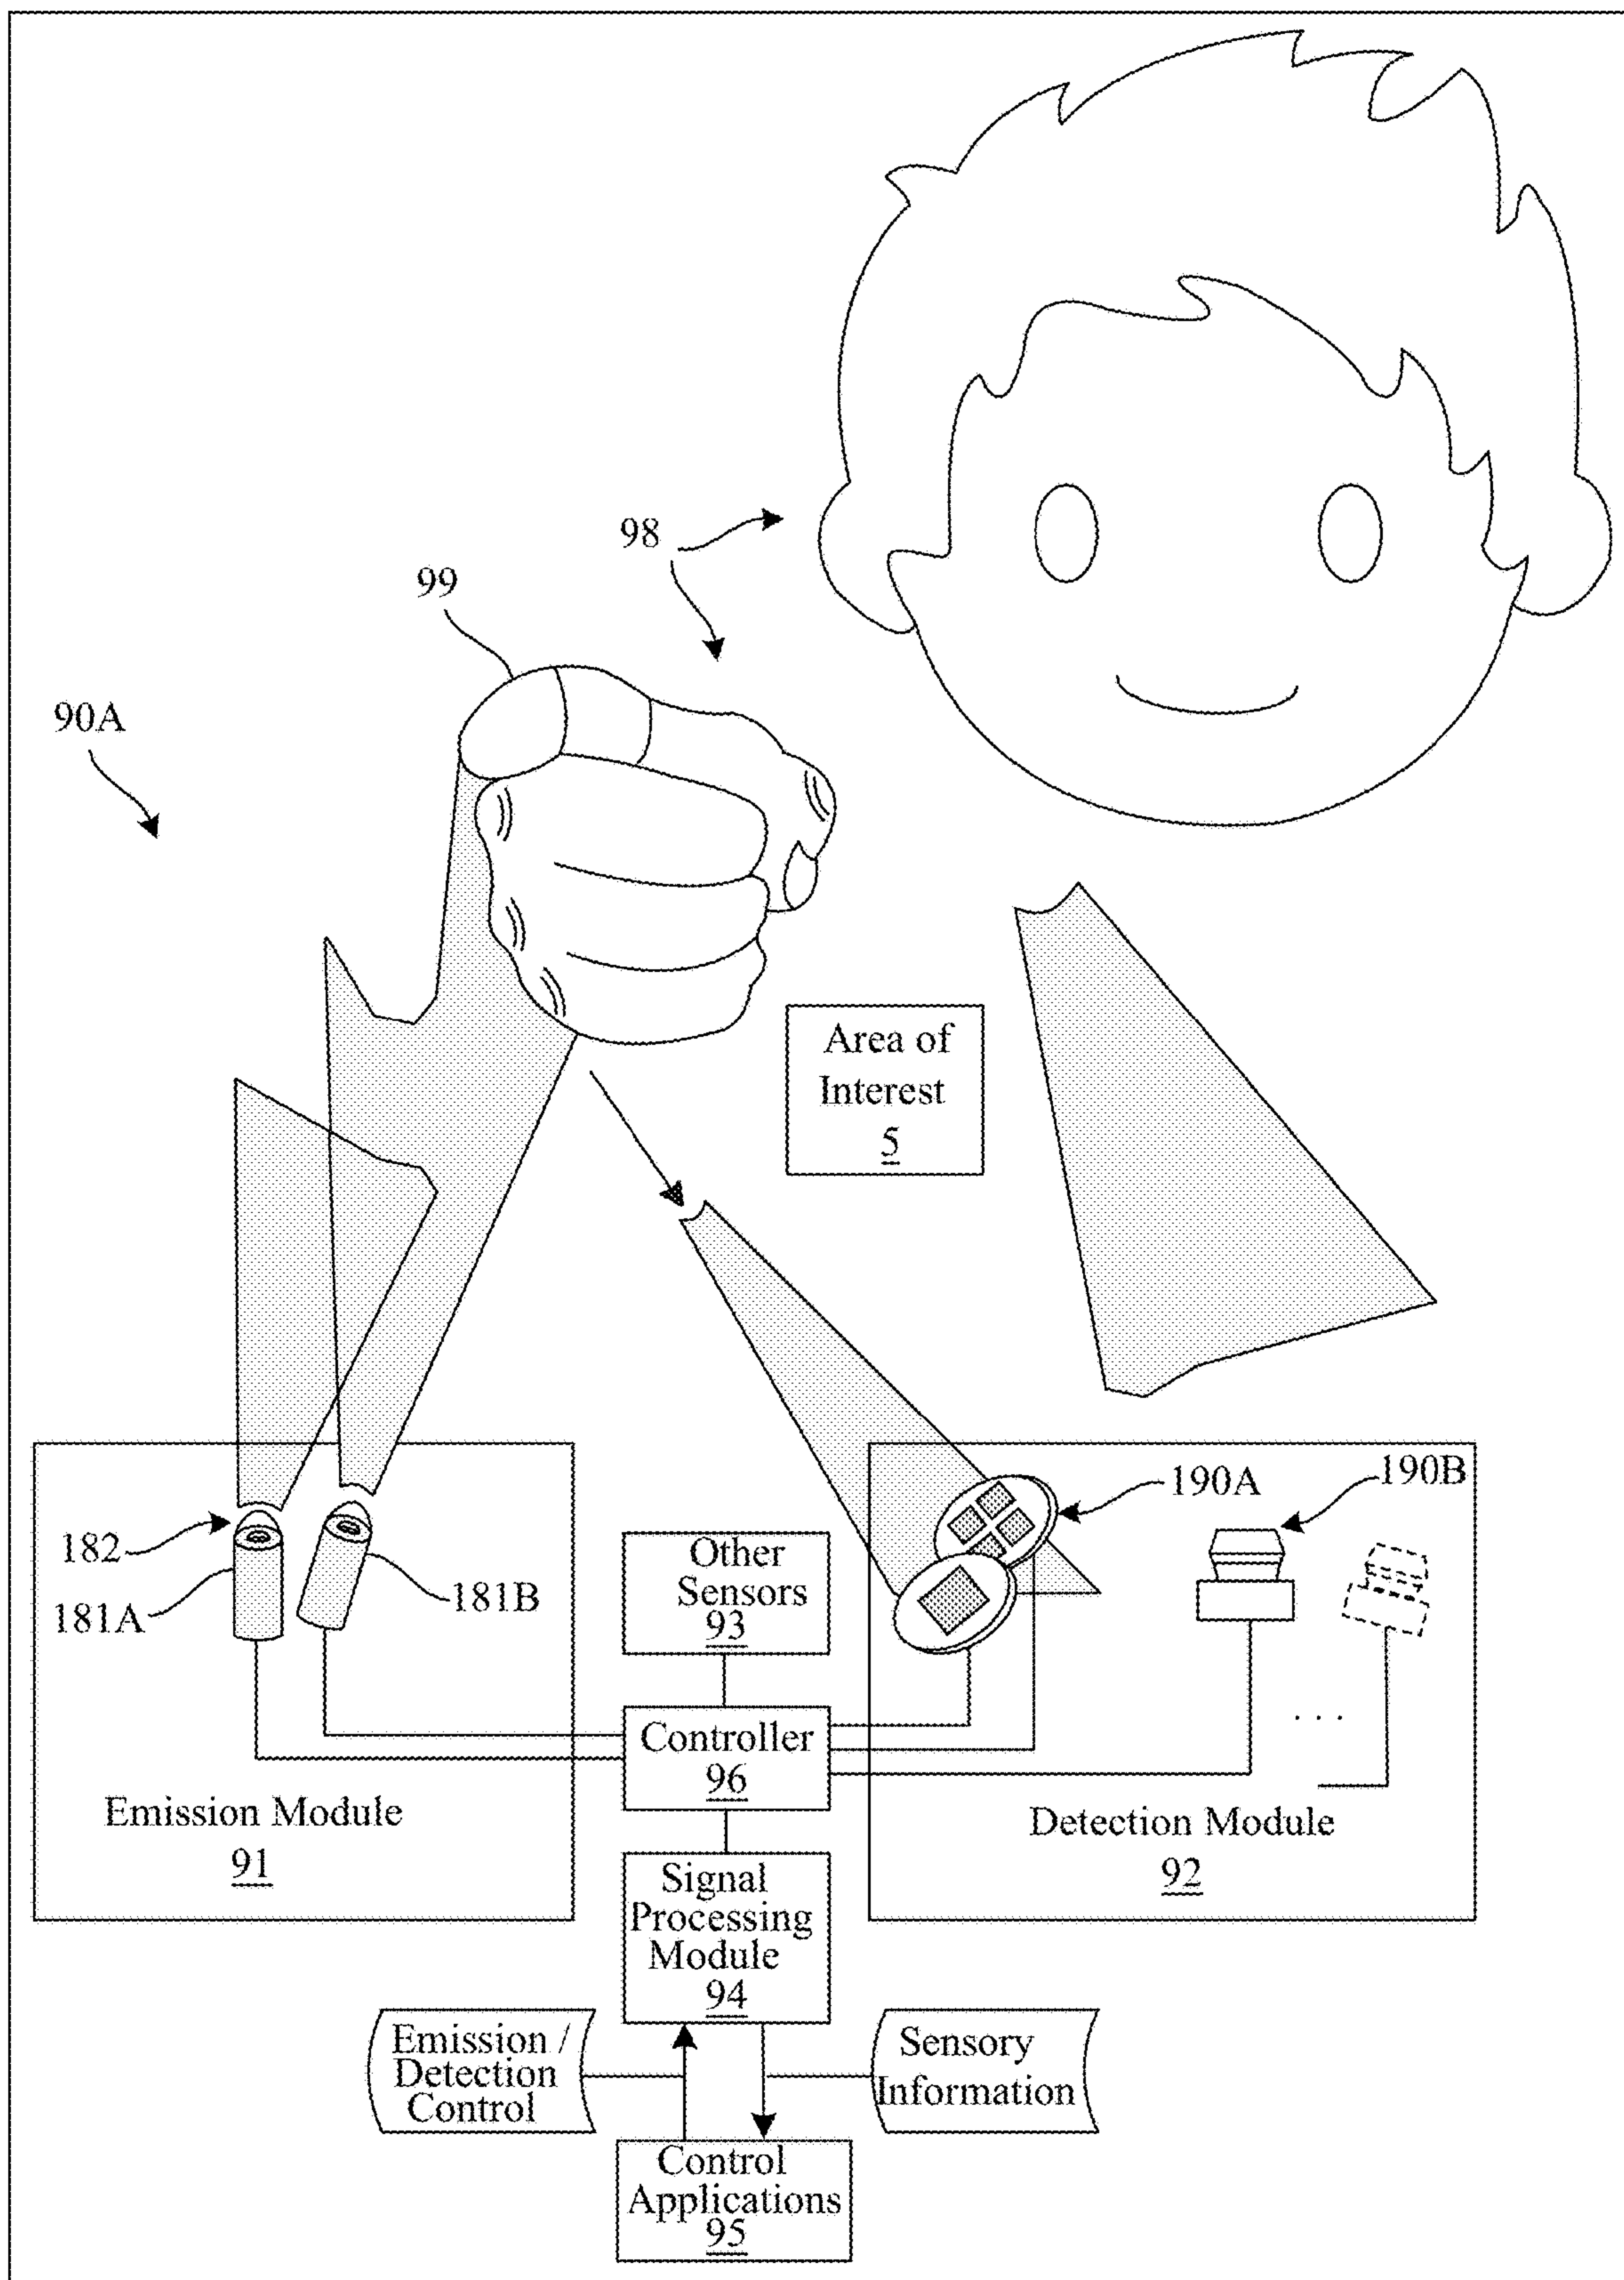 98
99
90A
Area of
Interest
5
190A
190B
182
181A
181B
Other
Sensors
93
Controller
96
Emission Module
91
Detection Module
92
. . .
Signal
Processing
Module
94
Emission /
Detection
Control
Sensory
Information
Control
Applications
95